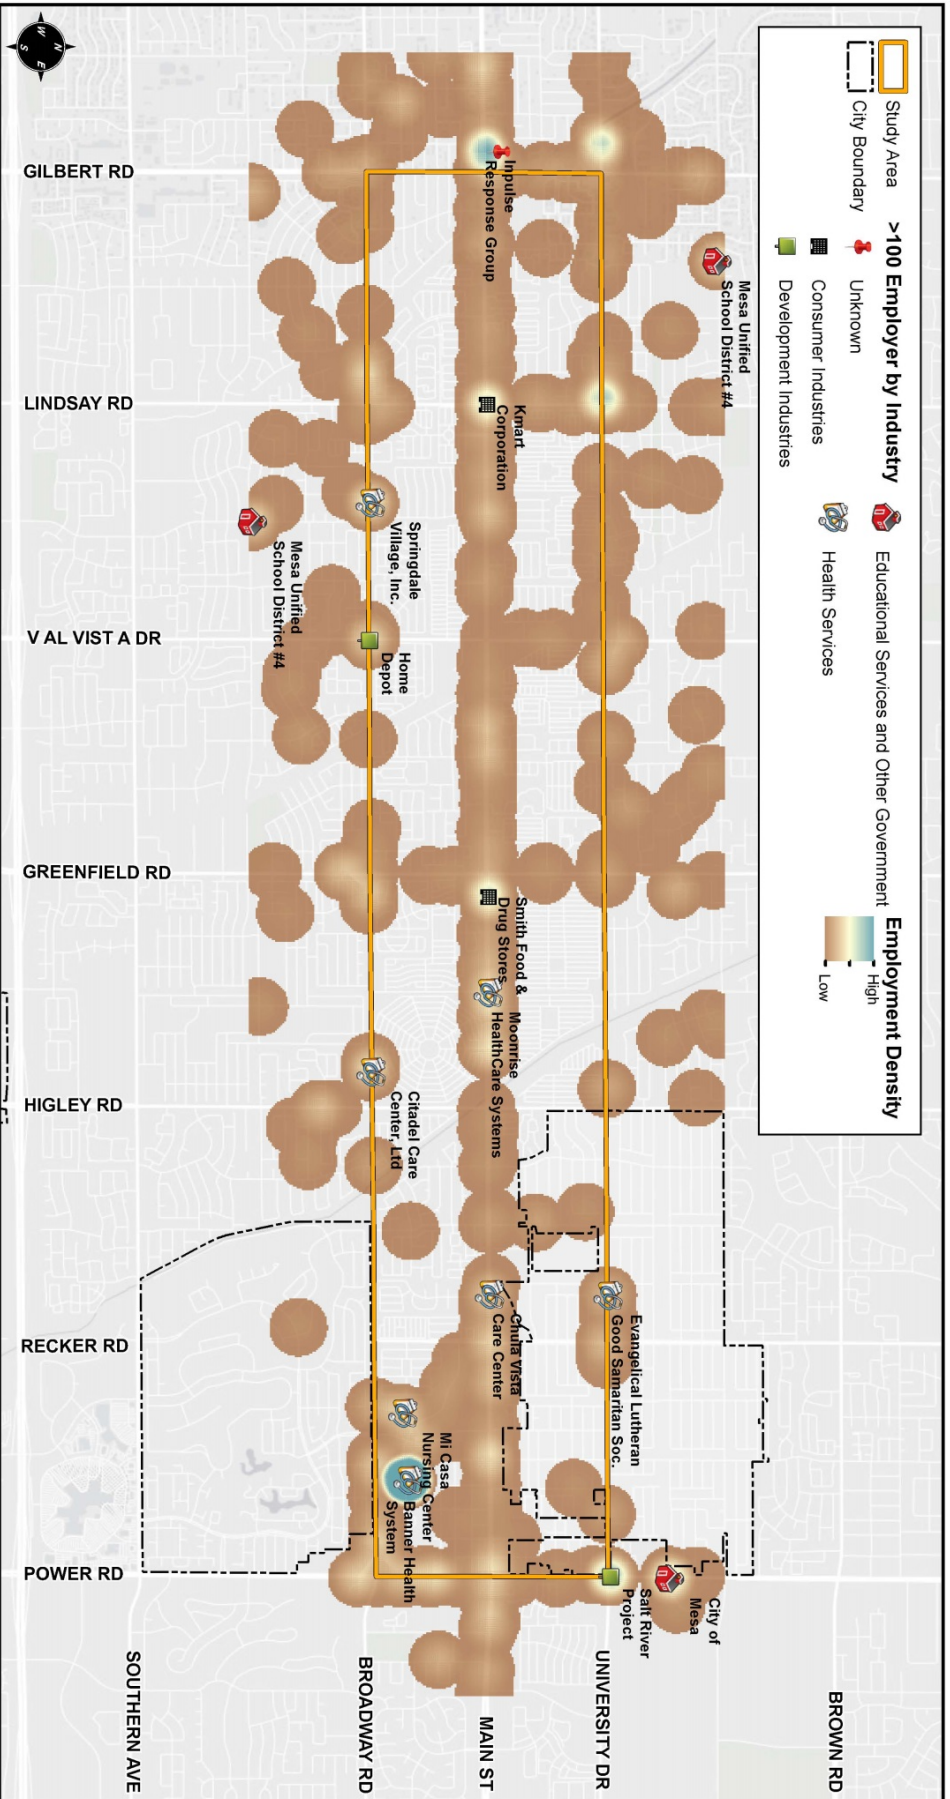 Study Area
City Boundary
>100 Employer by Industry
Unknown
Consumer Industries
Development Industries
Educational Services and Other Government
Health Services
Employment Density
High
Low
N
E
S
W
Mesa Unified
School District #4
Inpulse
Response Group
Kmart
Corporation
Springdale
Village, Inc.
Mesa Unified
School District #4
Home
Depot
Smith Food &
Drug Stores
Moonrise
HealthCare Systems
Citadel Care
Center, Ltd
Evangelical Lutheran
Good Samaritan Soc.
Chula Vista
Care Center
Mi Casa
Nursing Center
Banner Health
System
City of
Mesa
Salt River
Project
GILBERT RD
LINDSAY RD
V AL VIST A DR
GREENFIELD RD
HIGLEY RD
RECKER RD
POWER RD
BROWN RD
UNIVERSITY DR
MAIN ST
BROADWAY RD
SOUTHERN AVE